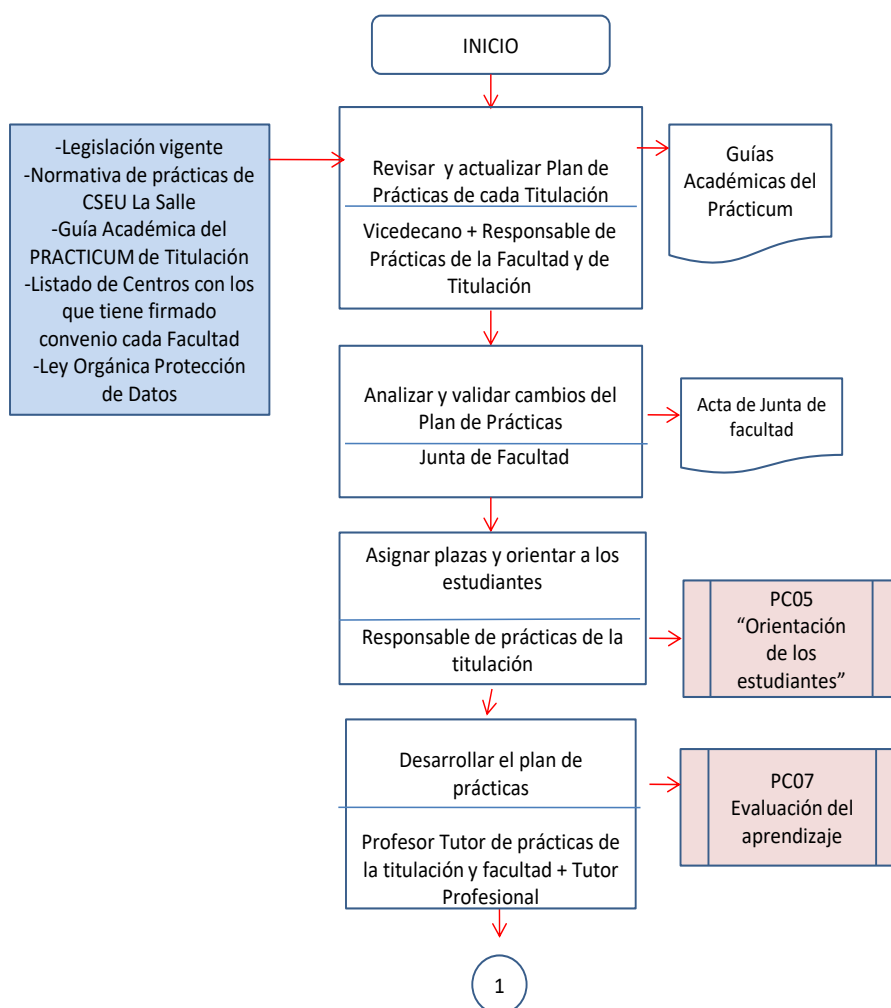 INICIO
-Legislación vigente
-Normativa de prácticas de
CSEU La Salle
-Guía Académica del
PRACTICUM de Titulación
-Listado de Centros con los
que tiene firmado
convenio cada Facultad
-Ley Orgánica Protección
de Datos
Revisar y actualizar Plan de
Prácticas de cada Titulación
Vicedecano + Responsable de
Prácticas de la Facultad y de
Titulación
Guías
Académicas del
Prácticum
Analizar y validar cambios del
Plan de Prácticas
Junta de Facultad
Acta de Junta de
facultad
Asignar plazas y orientar a los
estudiantes
Responsable de prácticas de la
titulación
PC05
“Orientación
de los
estudiantes”
Desarrollar el plan de
prácticas
Profesor Tutor de prácticas de
la titulación y facultad + Tutor
Profesional
PC07
Evaluación del
aprendizaje
1